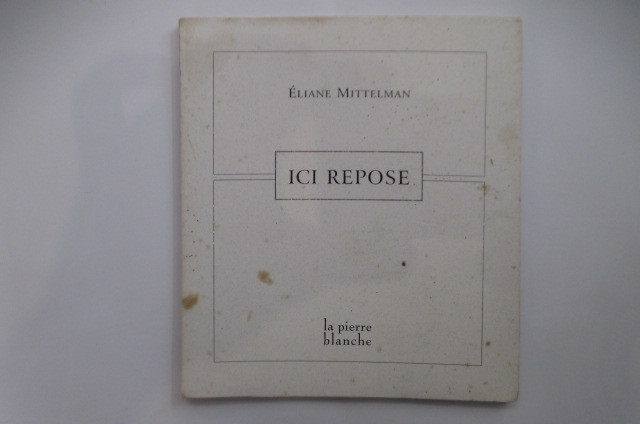 ÉLIANE MITTELMAN
ICI REPOSE
la pierre
blanche